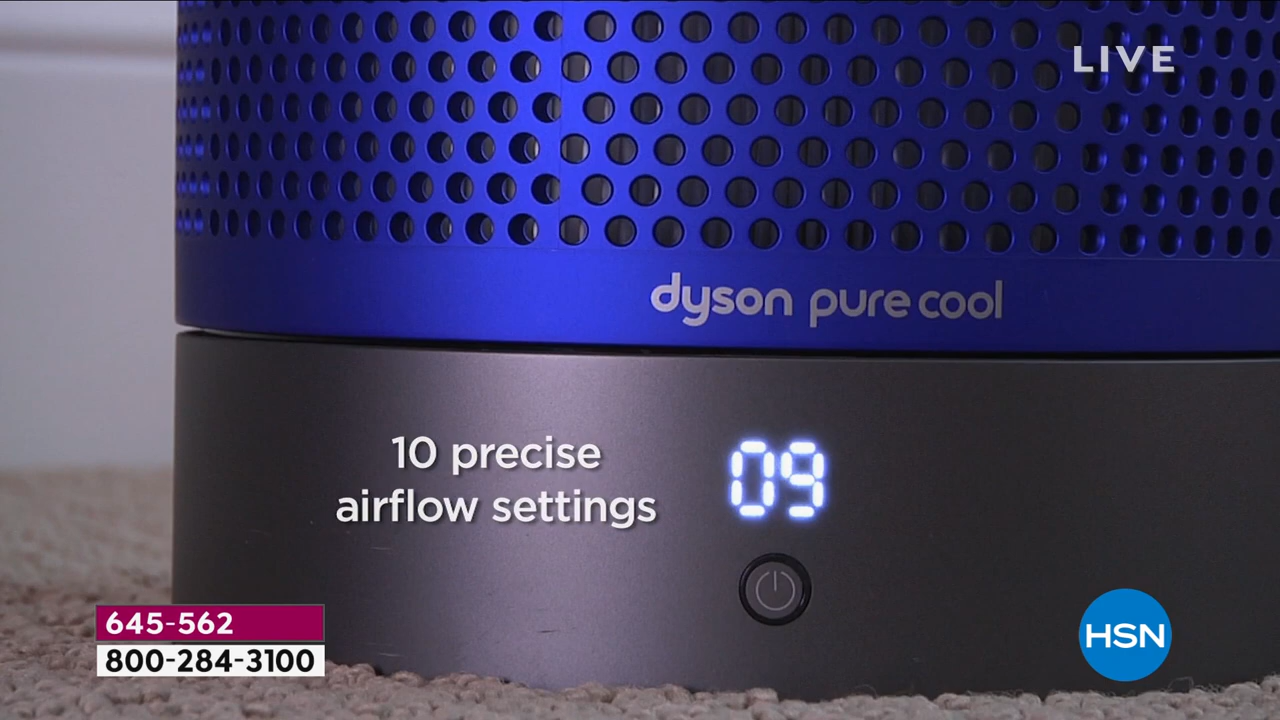 LIVE
dyson pure cool
10 precise
airflow settings
09
645-562
800-284-3100
HSN